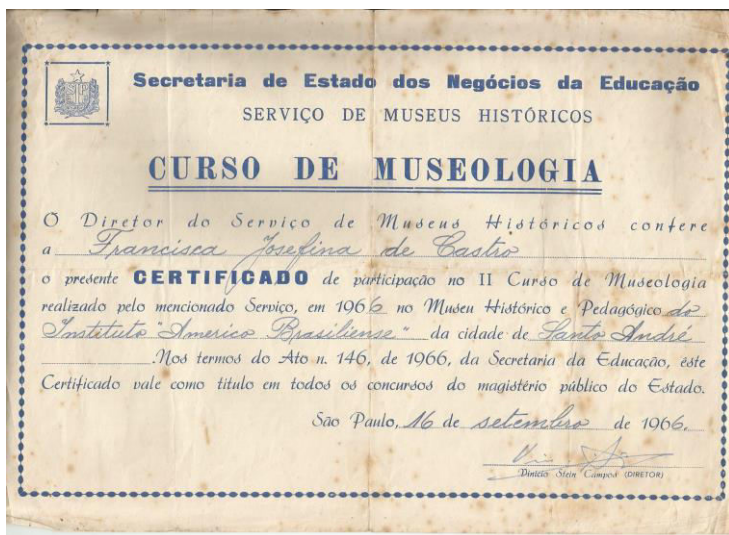 Secretaria de Estado dos Negócios da Educação
SERVIÇO DE MUSEUS HISTÓRICOS
CURSO DE MUSEOLOGIA
O Diretor do Serviço de Museus Históricos confere
a Francisca Josefina de Castro
o presente CERTIFICADO de participação no II Curso de Museologia
realizado pelo mencionado Serviço, em 1966 no Museu Histórico e Pedagógico do
Instituto "Americo Brasiliense" da cidade de Santo André
.Nos termos do Ato n. 146, de 1966, da Secretaria da Educação, éste
Certificado vale como titulo em todos os concursos do magistério público do Estado.
São Paulo, 16 de setembro de 1966.
Vinicio Stein Campos (DIRETOR)